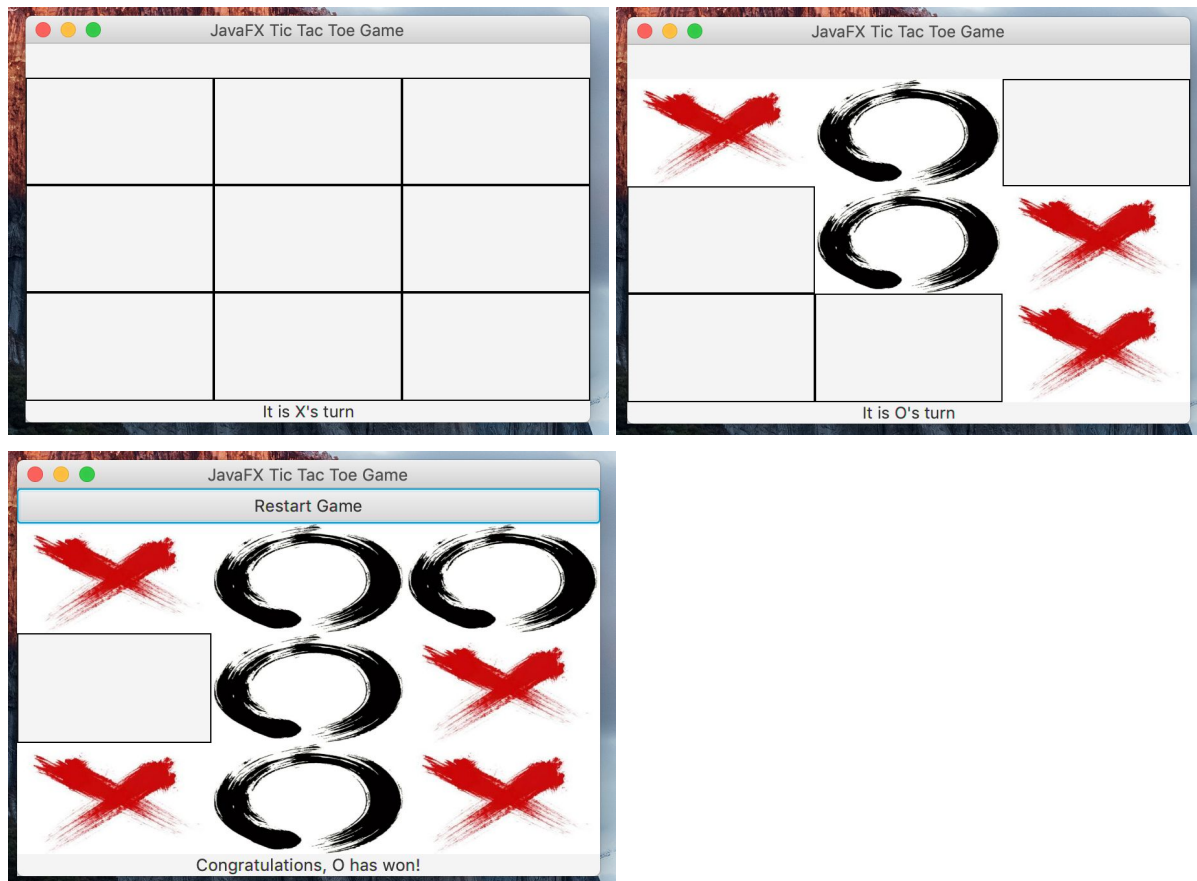 JavaFX Tic Tac Toe Game
It is X's turn
JavaFX Tic Tac Toe Game
It is O's turn
JavaFX Tic Tac Toe Game
Restart Game
Congratulations, O has won!